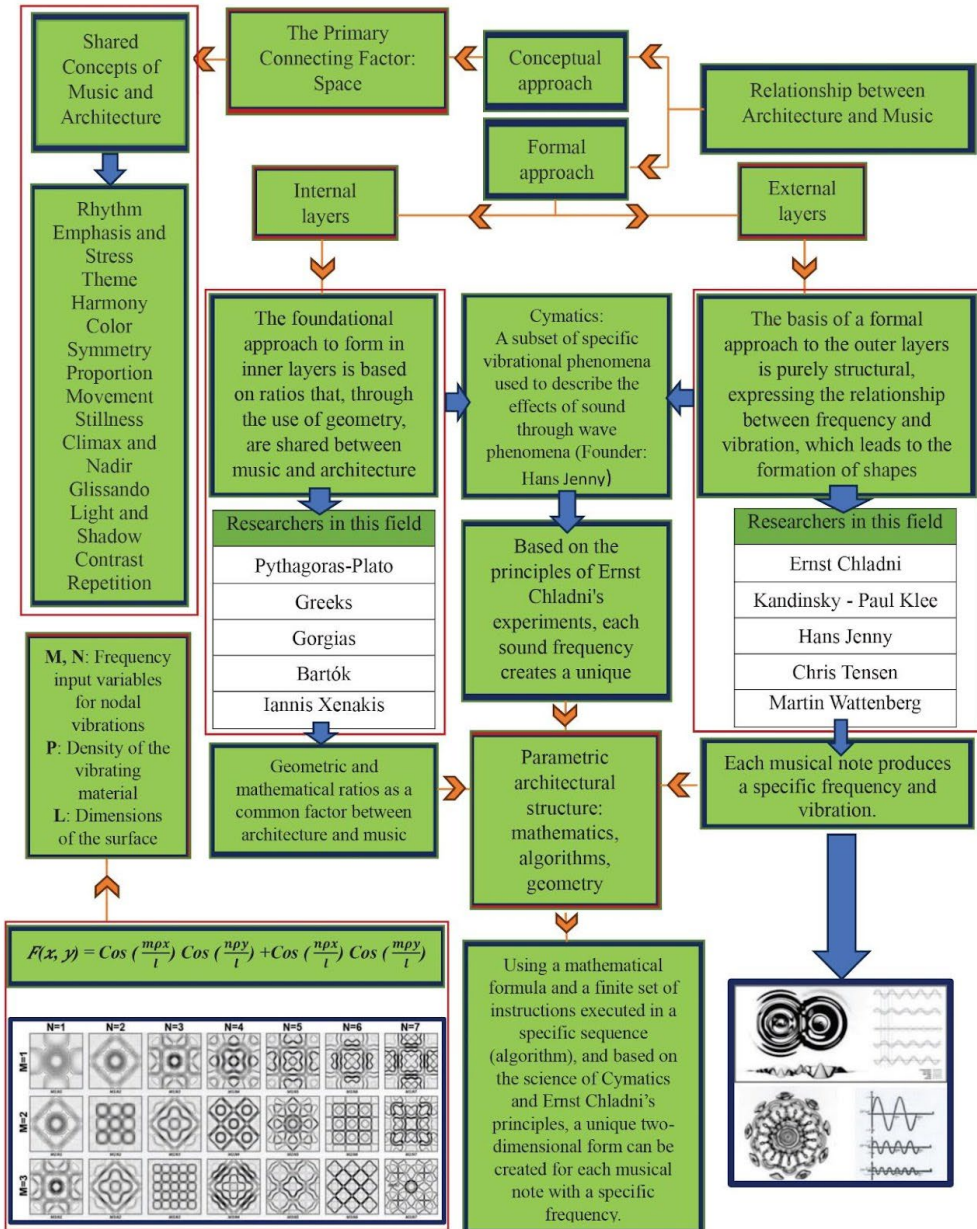 Shared
Concepts of
Music and
Architecture
The Primary
Connecting Factor:
Space
Conceptual
approach
Relationship between
Architecture and Music
Formal
approach
Internal
layers
External
layers
Rhythm
Emphasis and
Stress
Theme
Harmony
Color
Symmetry
Proportion
Movement
Stillness
Climax and
Nadir
Glissando
Light and
Shadow
Contrast
Repetition
The foundational
approach to form in
inner layers is based
on ratios that, through
the use of geometry,
are shared between
music and architecture
Researchers in this field
Pythagoras-Plato
Greeks
Gorgias
Bartók
Iannis Xenakis
Cymatics:
A subset of specific
vibrational phenomena
used to describe the
effects of sound
through wave
phenomena (Founder:
Hans Jenny)
Based on the
principles of Ernst
Chladni's
experiments, each
sound frequency
creates a unique
The basis of a formal
approach to the outer
layers is purely structural,
expressing the relationship
between frequency and
vibration, which leads to the
formation of shapes
Researchers in this field
Ernst Chladni
Kandinsky - Paul Klee
Hans Jenny
Chris Tensen
Martin Wattenberg
M, N: Frequency
input variables
for nodal
vibrations
P: Density of the
vibrating
material
L: Dimensions of
the surface
Geometric and
mathematical ratios as a
common factor between
architecture and music
Parametric
architectural
structure:
mathematics,
algorithms,
geometry
Each musical note produces
a specific frequency and
vibration.
F(x, y) = Cos (mρx/l) Cos (nρy/l) +Cos (nρx/l) Cos (mρy/l)
N=1 N=2 N=3 N=4 N=5 N=6 N=7
M=1
M=2
M=3
Using a mathematical
formula and a finite set of
instructions executed in a
specific sequence
(algorithm), and based on
the science of Cymatics
and Ernst Chladni’s
principles, a unique two-
dimensional form can be
created for each musical
note with a specific
frequency.